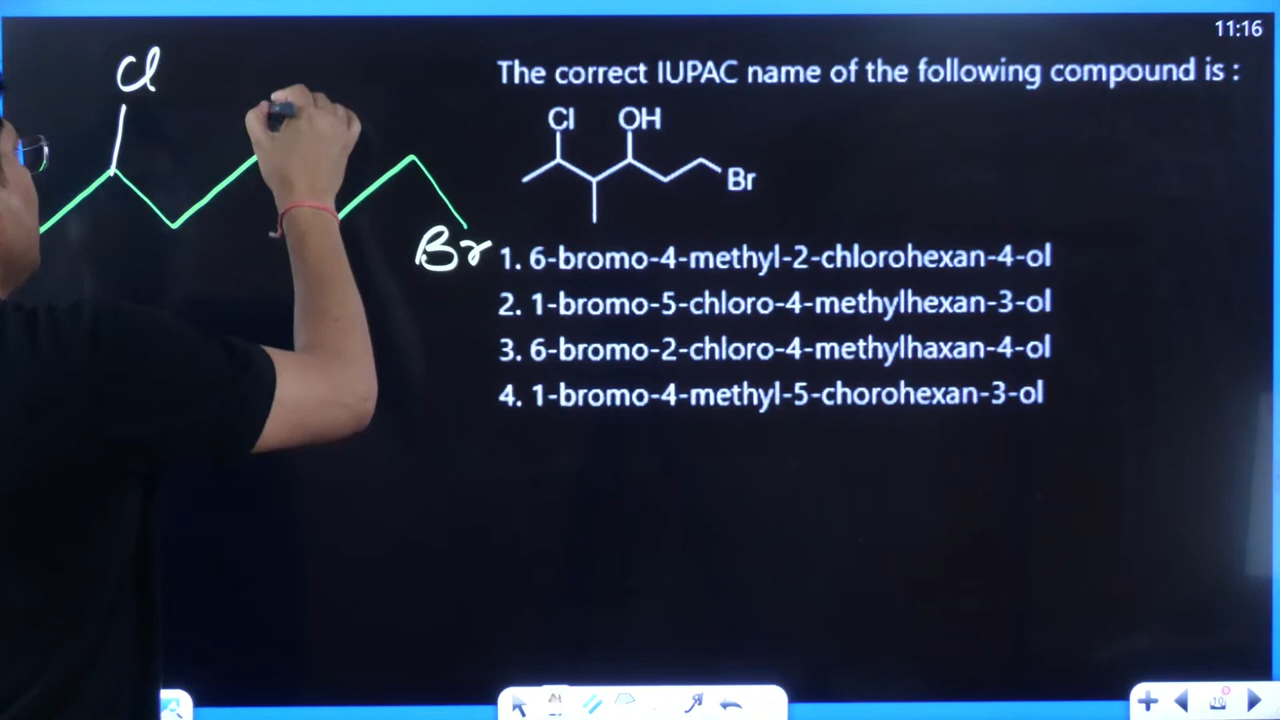 11:16
Cl
The correct IUPAC name of the following compound is :
Cl OH
Br
Br
1. 6-bromo-4-methyl-2-chlorohexan-4-ol
2. 1-bromo-5-chloro-4-methylhexan-3-ol
3. 6-bromo-2-chloro-4-methylhaxan-4-ol
4. 1-bromo-4-methyl-5-chorohexan-3-ol
10